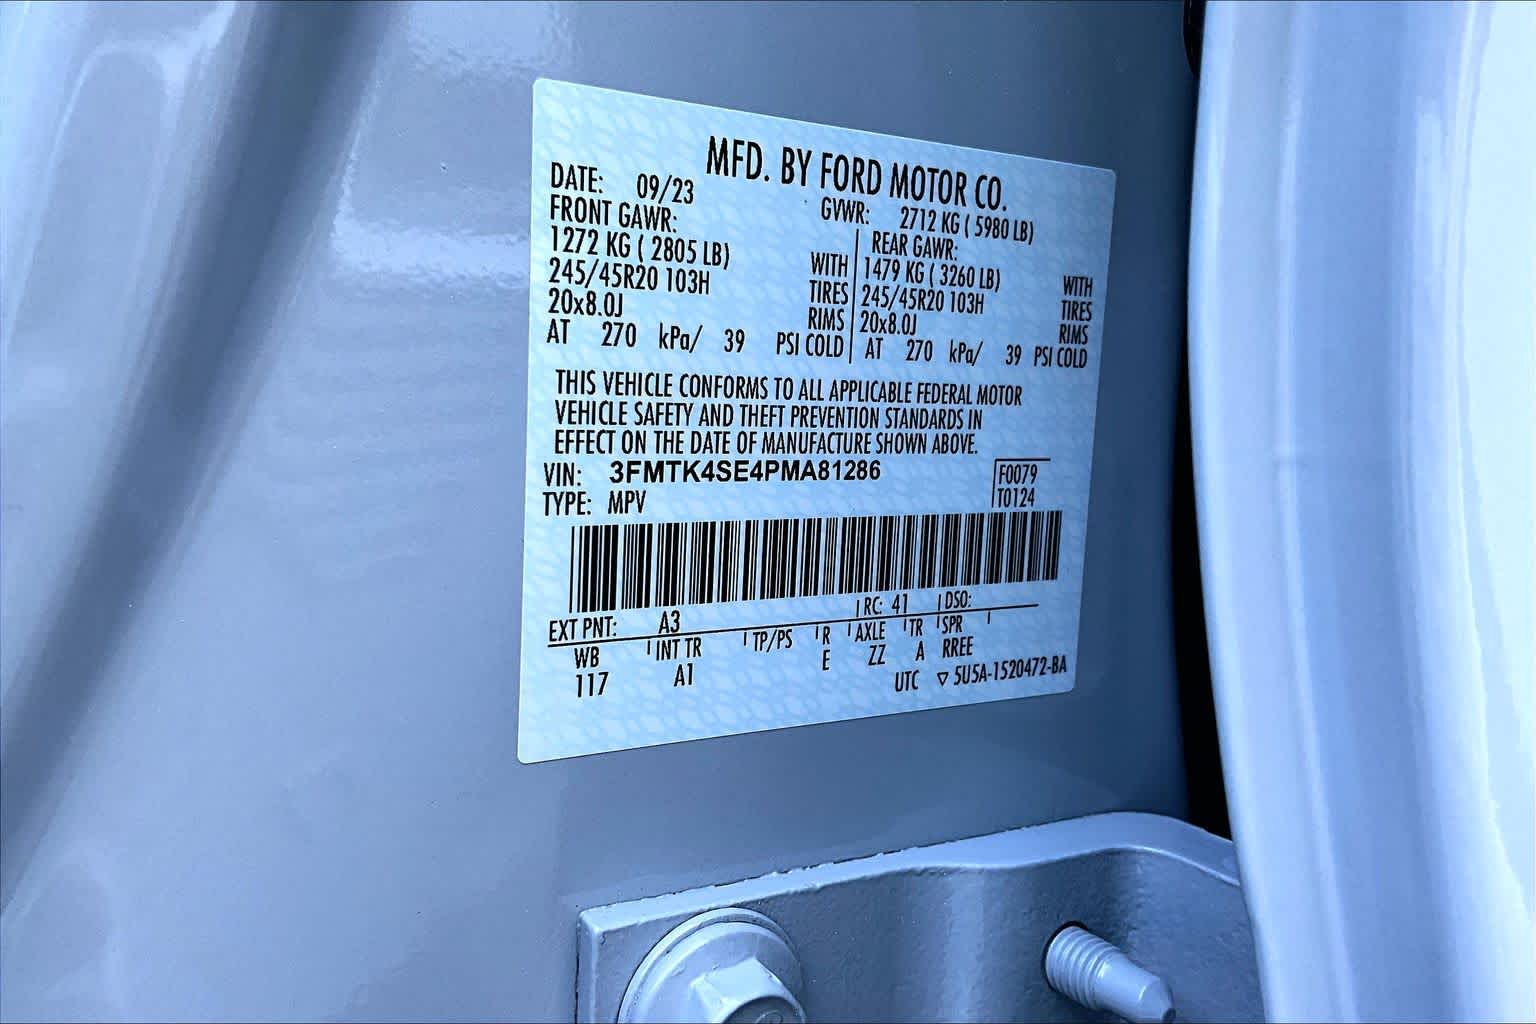 MFD. BY FORD MOTOR CO.
DATE: 09/23 GVWR: 2712 KG ( 5980 LB)
FRONT GAWR: REAR GAWR:
1272 KG ( 2805 LB) WITH 1479 KG ( 3260 LB) WITH
245/45R20 103H TIRES 245/45R20 103H TIRES
20x8.0J RIMS 20x8.0J RIMS
AT 270 kPa/ 39 PSI COLD AT 270 kPa/ 39 PSI COLD
THIS VEHICLE CONFORMS TO ALL APPLICABLE FEDERAL MOTOR
VEHICLE SAFETY AND THEFT PREVENTION STANDARDS IN
EFFECT ON THE DATE OF MANUFACTURE SHOWN ABOVE.
VIN: 3FMTK4SE4PMA81286 F0079
TYPE: MPV T0124
EXT PNT: A3 RC: 41 DSO:
WB INT TR TP/PS R AXLE TR SPR
117 A1 E ZZ A RREE
UTC ▽ 5U5A-1520472-BA